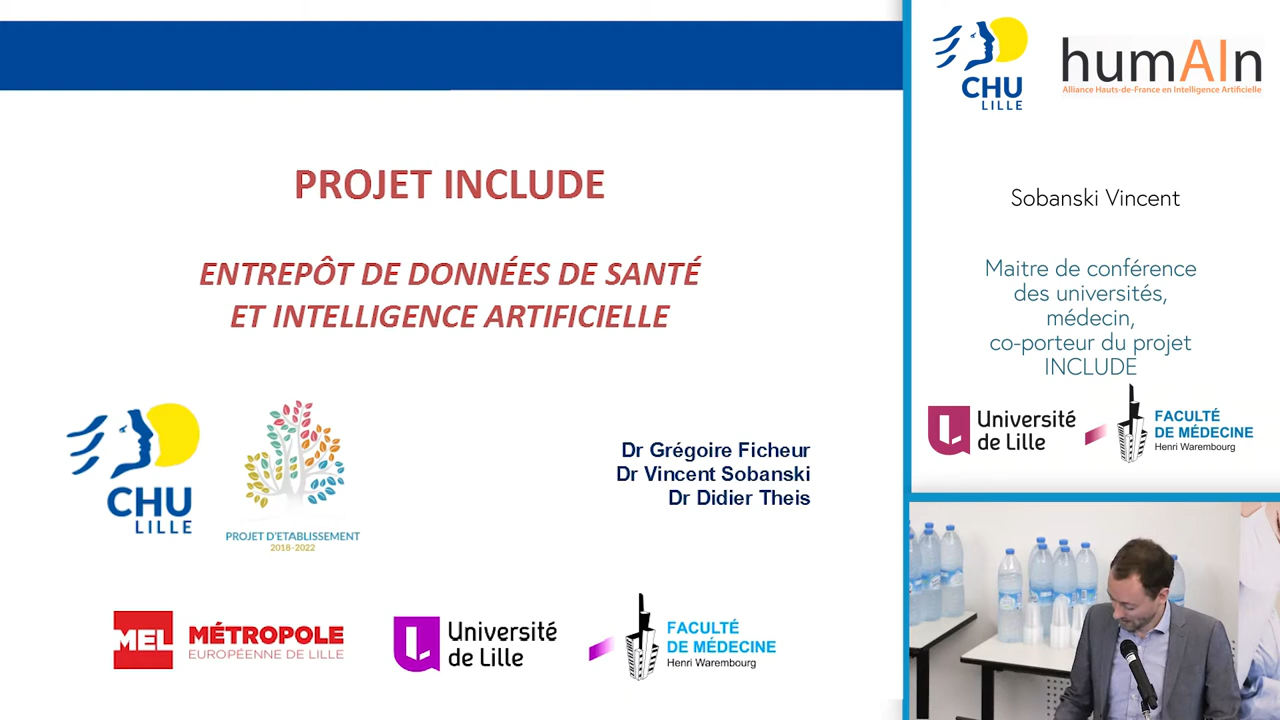 PROJET INCLUDE
ENTREPÔT DE DONNÉES DE SANTÉ
ET INTELLIGENCE ARTIFICIELLE
CHU
LILLE
PROJET D'ETABLISSEMENT
2018-2022
Dr Grégoire Ficheur
Dr Vincent Sobanski
Dr Didier Theis
MEL
MÉTROPOLE
EUROPÉENNE DE LILLE
Université
de Lille
FACULTÉ
DE MÉDECINE
Henri Warembourg
CHU
LILLE
humAIn
Alliance Hauts-de-France en Intelligence Artificielle
Sobanski Vincent
Maitre de conférence
des universités,
médecin,
co-porteur du projet
INCLUDE
Université
de Lille
FACULTÉ
DE MÉDECINE
Henri Warembourg